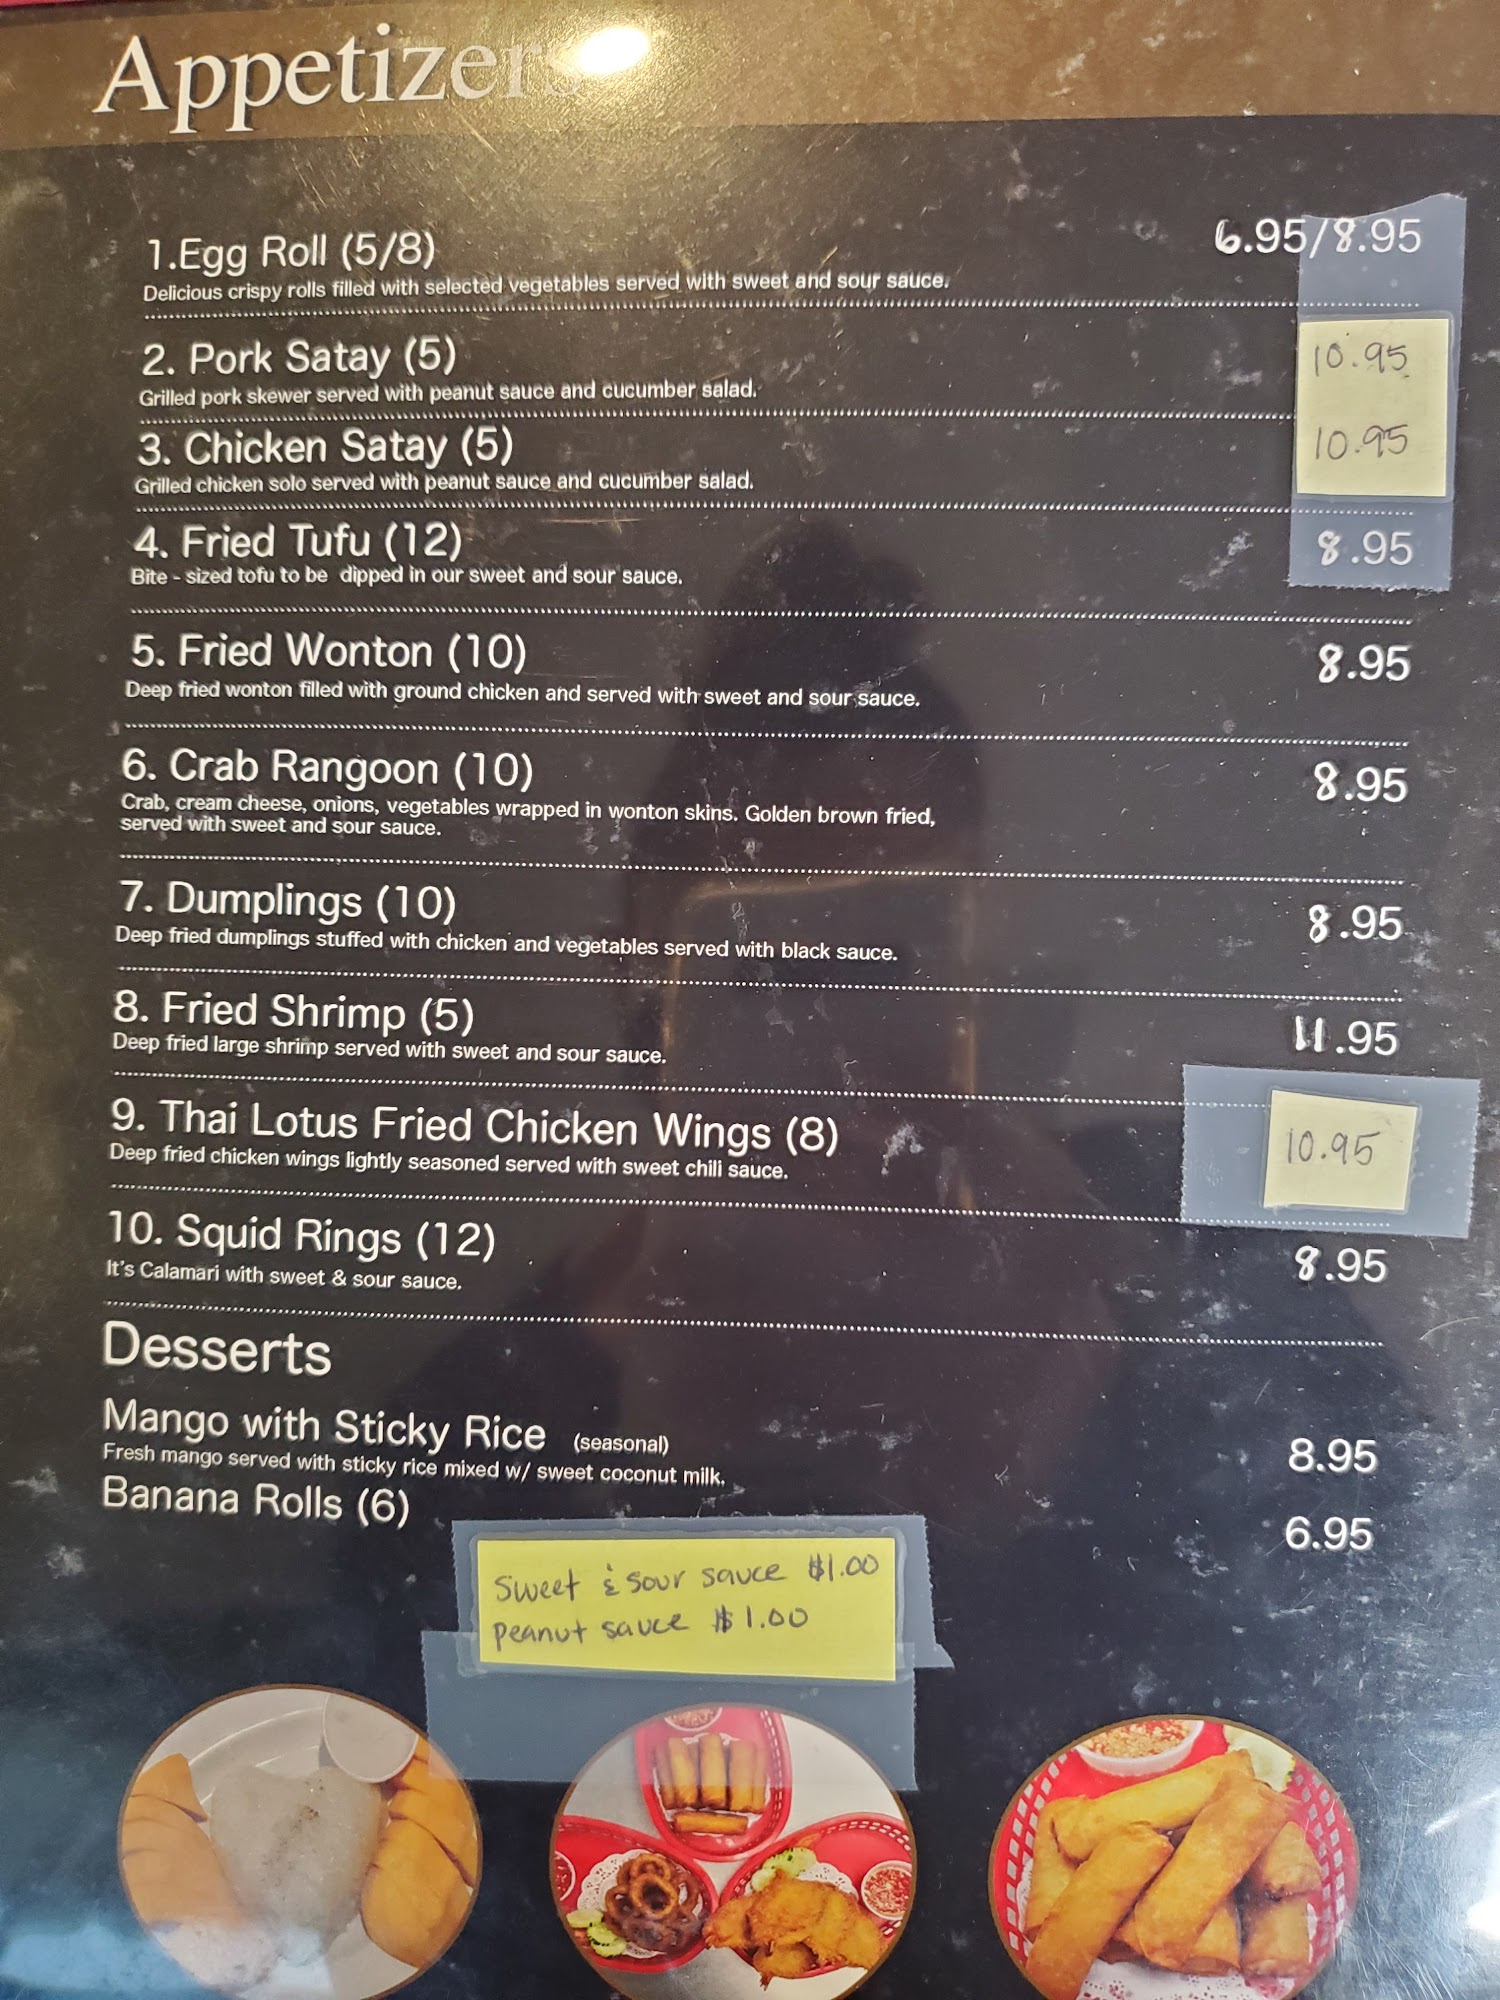 Appetizers
1.Egg Roll (5/8) 6.95/8.95
Delicious crispy rolls filled with selected vegetables served with sweet and sour sauce.
2. Pork Satay (5) 10.95
Grilled pork skewer served with peanut sauce and cucumber salad.
3. Chicken Satay (5) 10.95
Grilled chicken solo served with peanut sauce and cucumber salad.
4. Fried Tufu (12) 8.95
Bite - sized tofu to be dipped in our sweet and sour sauce.
5. Fried Wonton (10) 8.95
Deep fried wonton filled with ground chicken and served with sweet and sour sauce.
6. Crab Rangoon (10) 8.95
Crab, cream cheese, onions, vegetables wrapped in wonton skins. Golden brown fried,
served with sweet and sour sauce.
7. Dumplings (10) 8.95
Deep fried dumplings stuffed with chicken and vegetables served with black sauce.
8. Fried Shrimp (5) 11.95
Deep fried large shrimp served with sweet and sour sauce.
9. Thai Lotus Fried Chicken Wings (8) 10.95
Deep fried chicken wings lightly seasoned served with sweet chili sauce.
10. Squid Rings (12) 8.95
It's Calamari with sweet & sour sauce.
Desserts
Mango with Sticky Rice (seasonal) 8.95
Fresh mango served with sticky rice mixed w/ sweet coconut milk.
Banana Rolls (6) 6.95
Sweet & sour sauce $1.00
peanut sauce $1.00